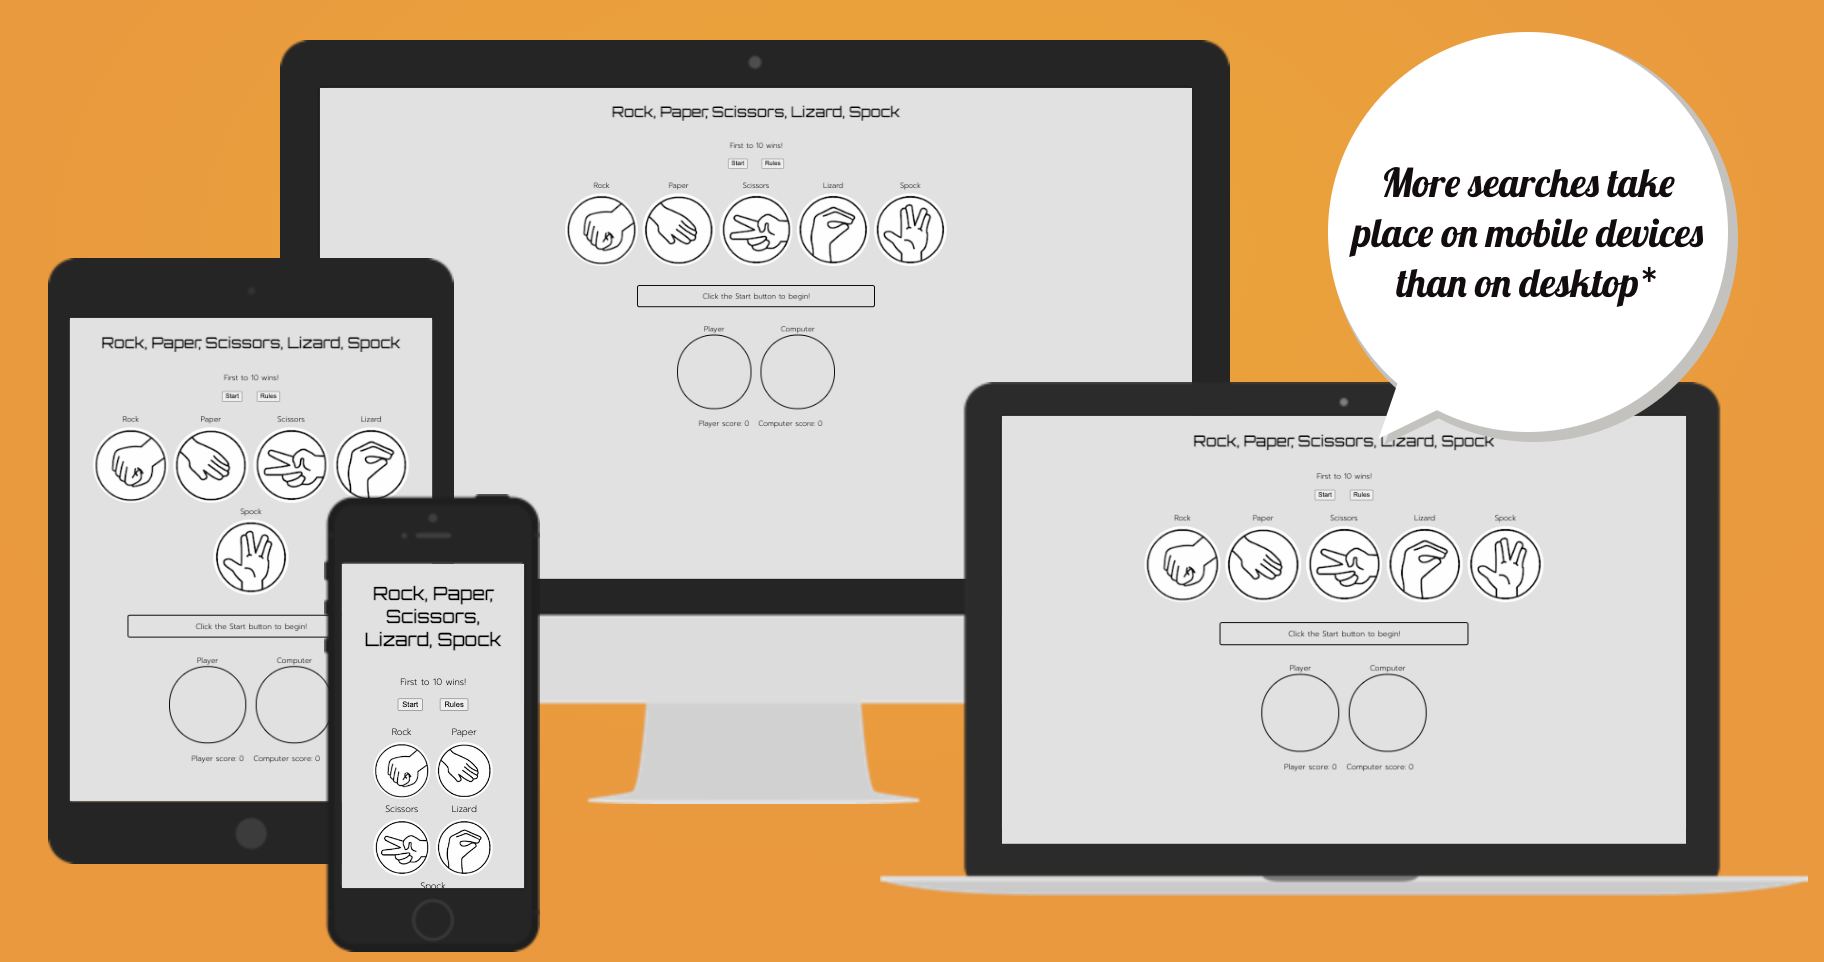 Rock, Paper, Scissors, Lizard, Spock
First to 10 wins!
Start Rules
Rock Paper Scissors Lizard Spock
Click the Start button to begin!
Player Computer
Player score: 0 Computer score: 0
More searches take
place on mobile devices
than on desktop*
Rock, Paper, Scissors, Lizard, Spock
First to 10 wins!
Start Rules
Rock Paper Scissors Lizard
Spock
Click the Start button to begin!
Player Computer
Player score: 0 Computer score: 0
Rock, Paper,
Scissors,
Lizard, Spock
First to 10 wins!
Start Rules
Rock Paper
Scissors Lizard
Spock
Rock, Paper, Scissors, Lizard, Spock
First to 10 wins!
Start Rules
Rock Paper Scissors Lizard Spock
Click the Start button to begin!
Player Computer
Player score: 0 Computer score: 0